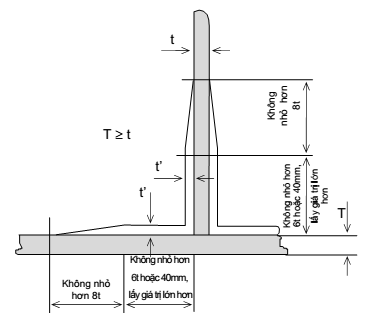 t
Không
nhỏ hơn
8t
T ≥ t
t'
t'
Không nhỏ hơn
6t hoặc 40mm,
lấy giá trị lớn
hơn
T
Không nhỏ
hơn 8t
Không nhỏ hơn
6t hoặc 40mm,
lấy giá trị lớn hơn